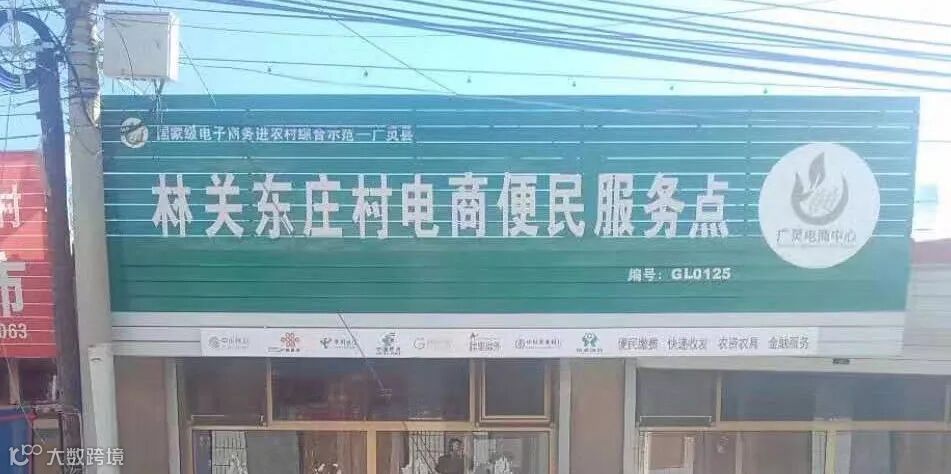 国家级电子商务进农村综合示范—广灵县
林关东庄村电商便民服务点
广灵电商中心
编号：GL0125
便民缴费 快递收发 农资农具 金融服务
村
市
063
大数跨境